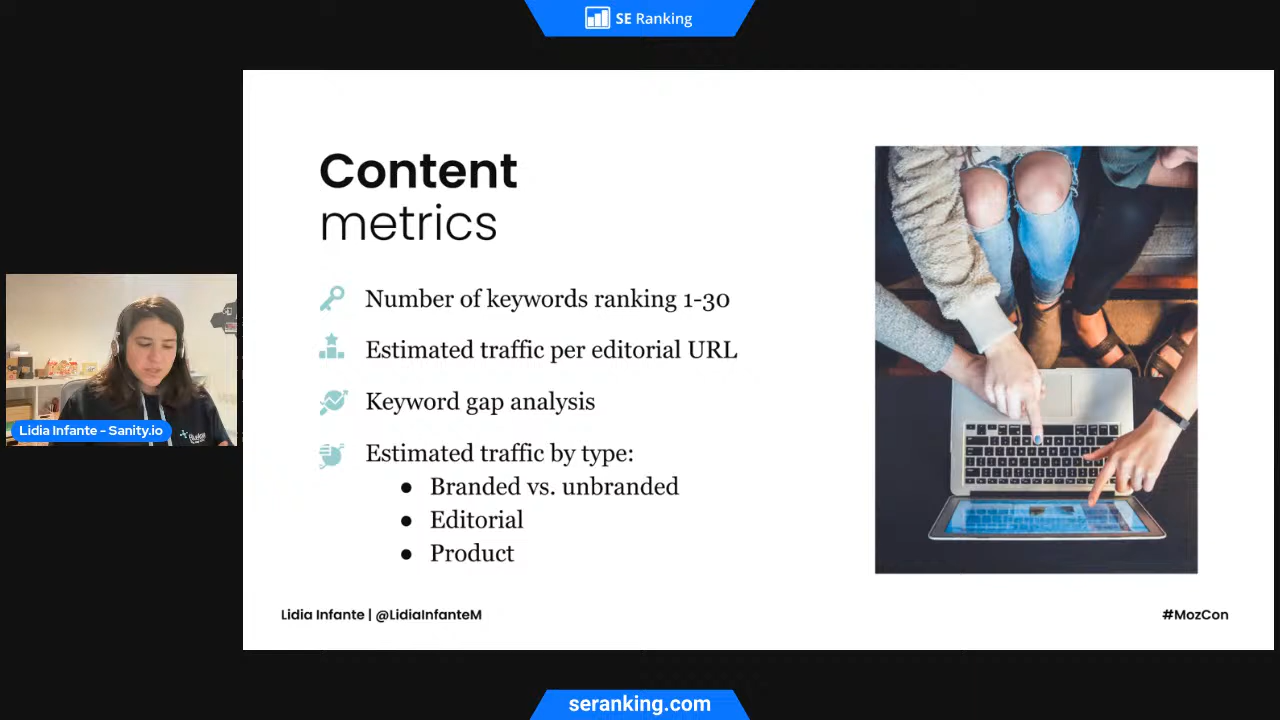 SE Ranking
Content
metrics
Number of keywords ranking 1-30
Estimated traffic per editorial URL
Keyword gap analysis
Estimated traffic by type:
● Branded vs. unbranded
● Editorial
● Product
Lidia Infante - Sanity.io
Lidia Infante | @LidiaInfanteM
#MozCon
seranking.com